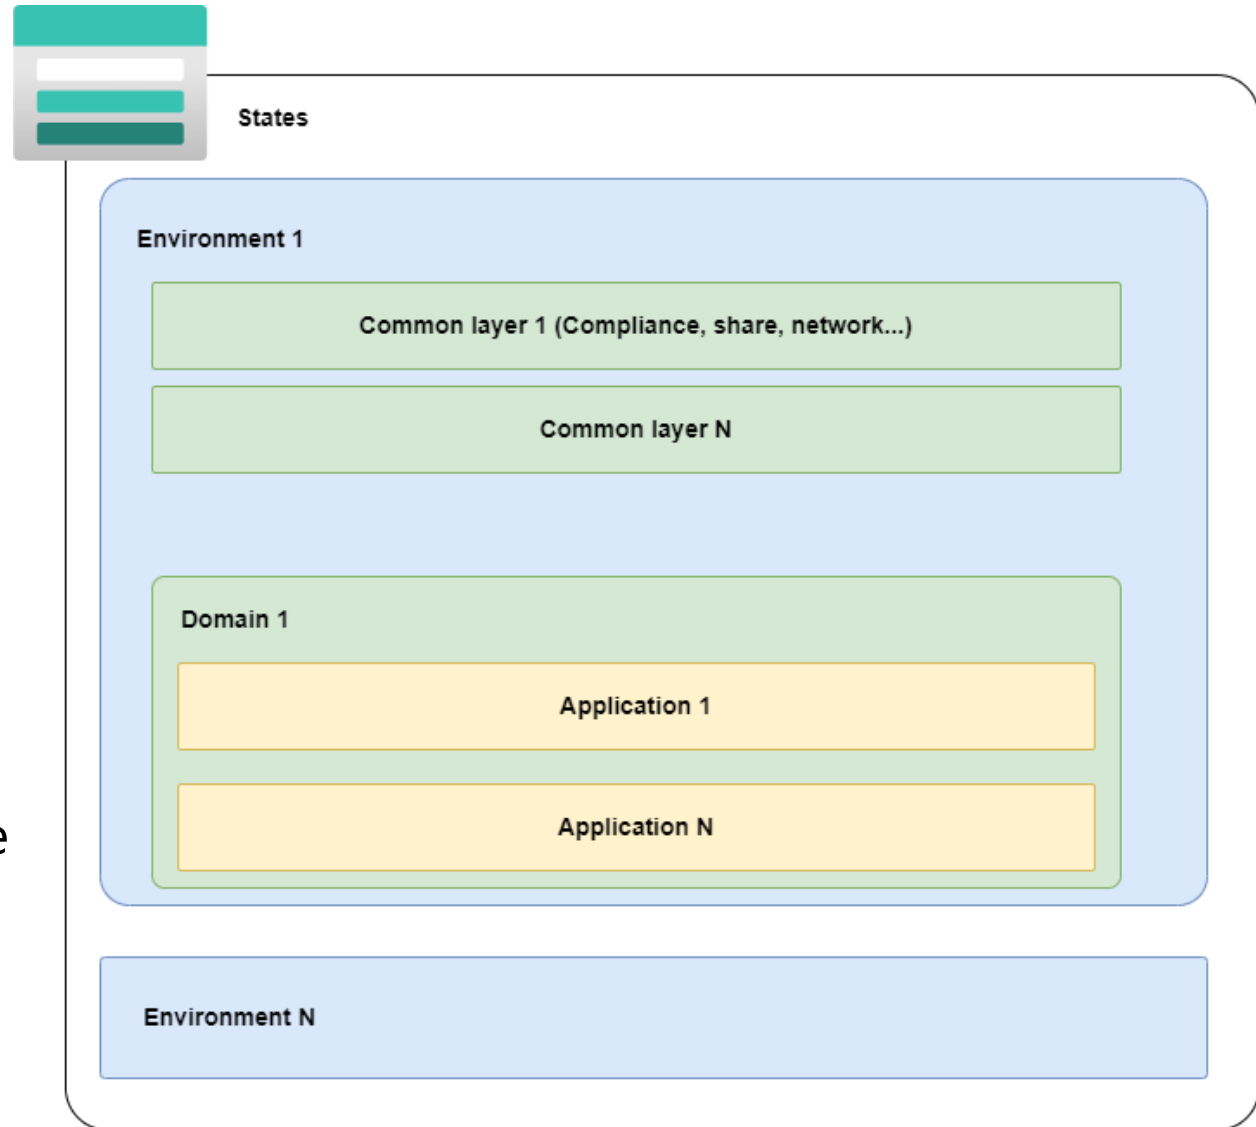 States
Environment 1
Common layer 1 (Compliance, share, network...)
Common layer N
Domain 1
Application 1
e
Application N
Environment N